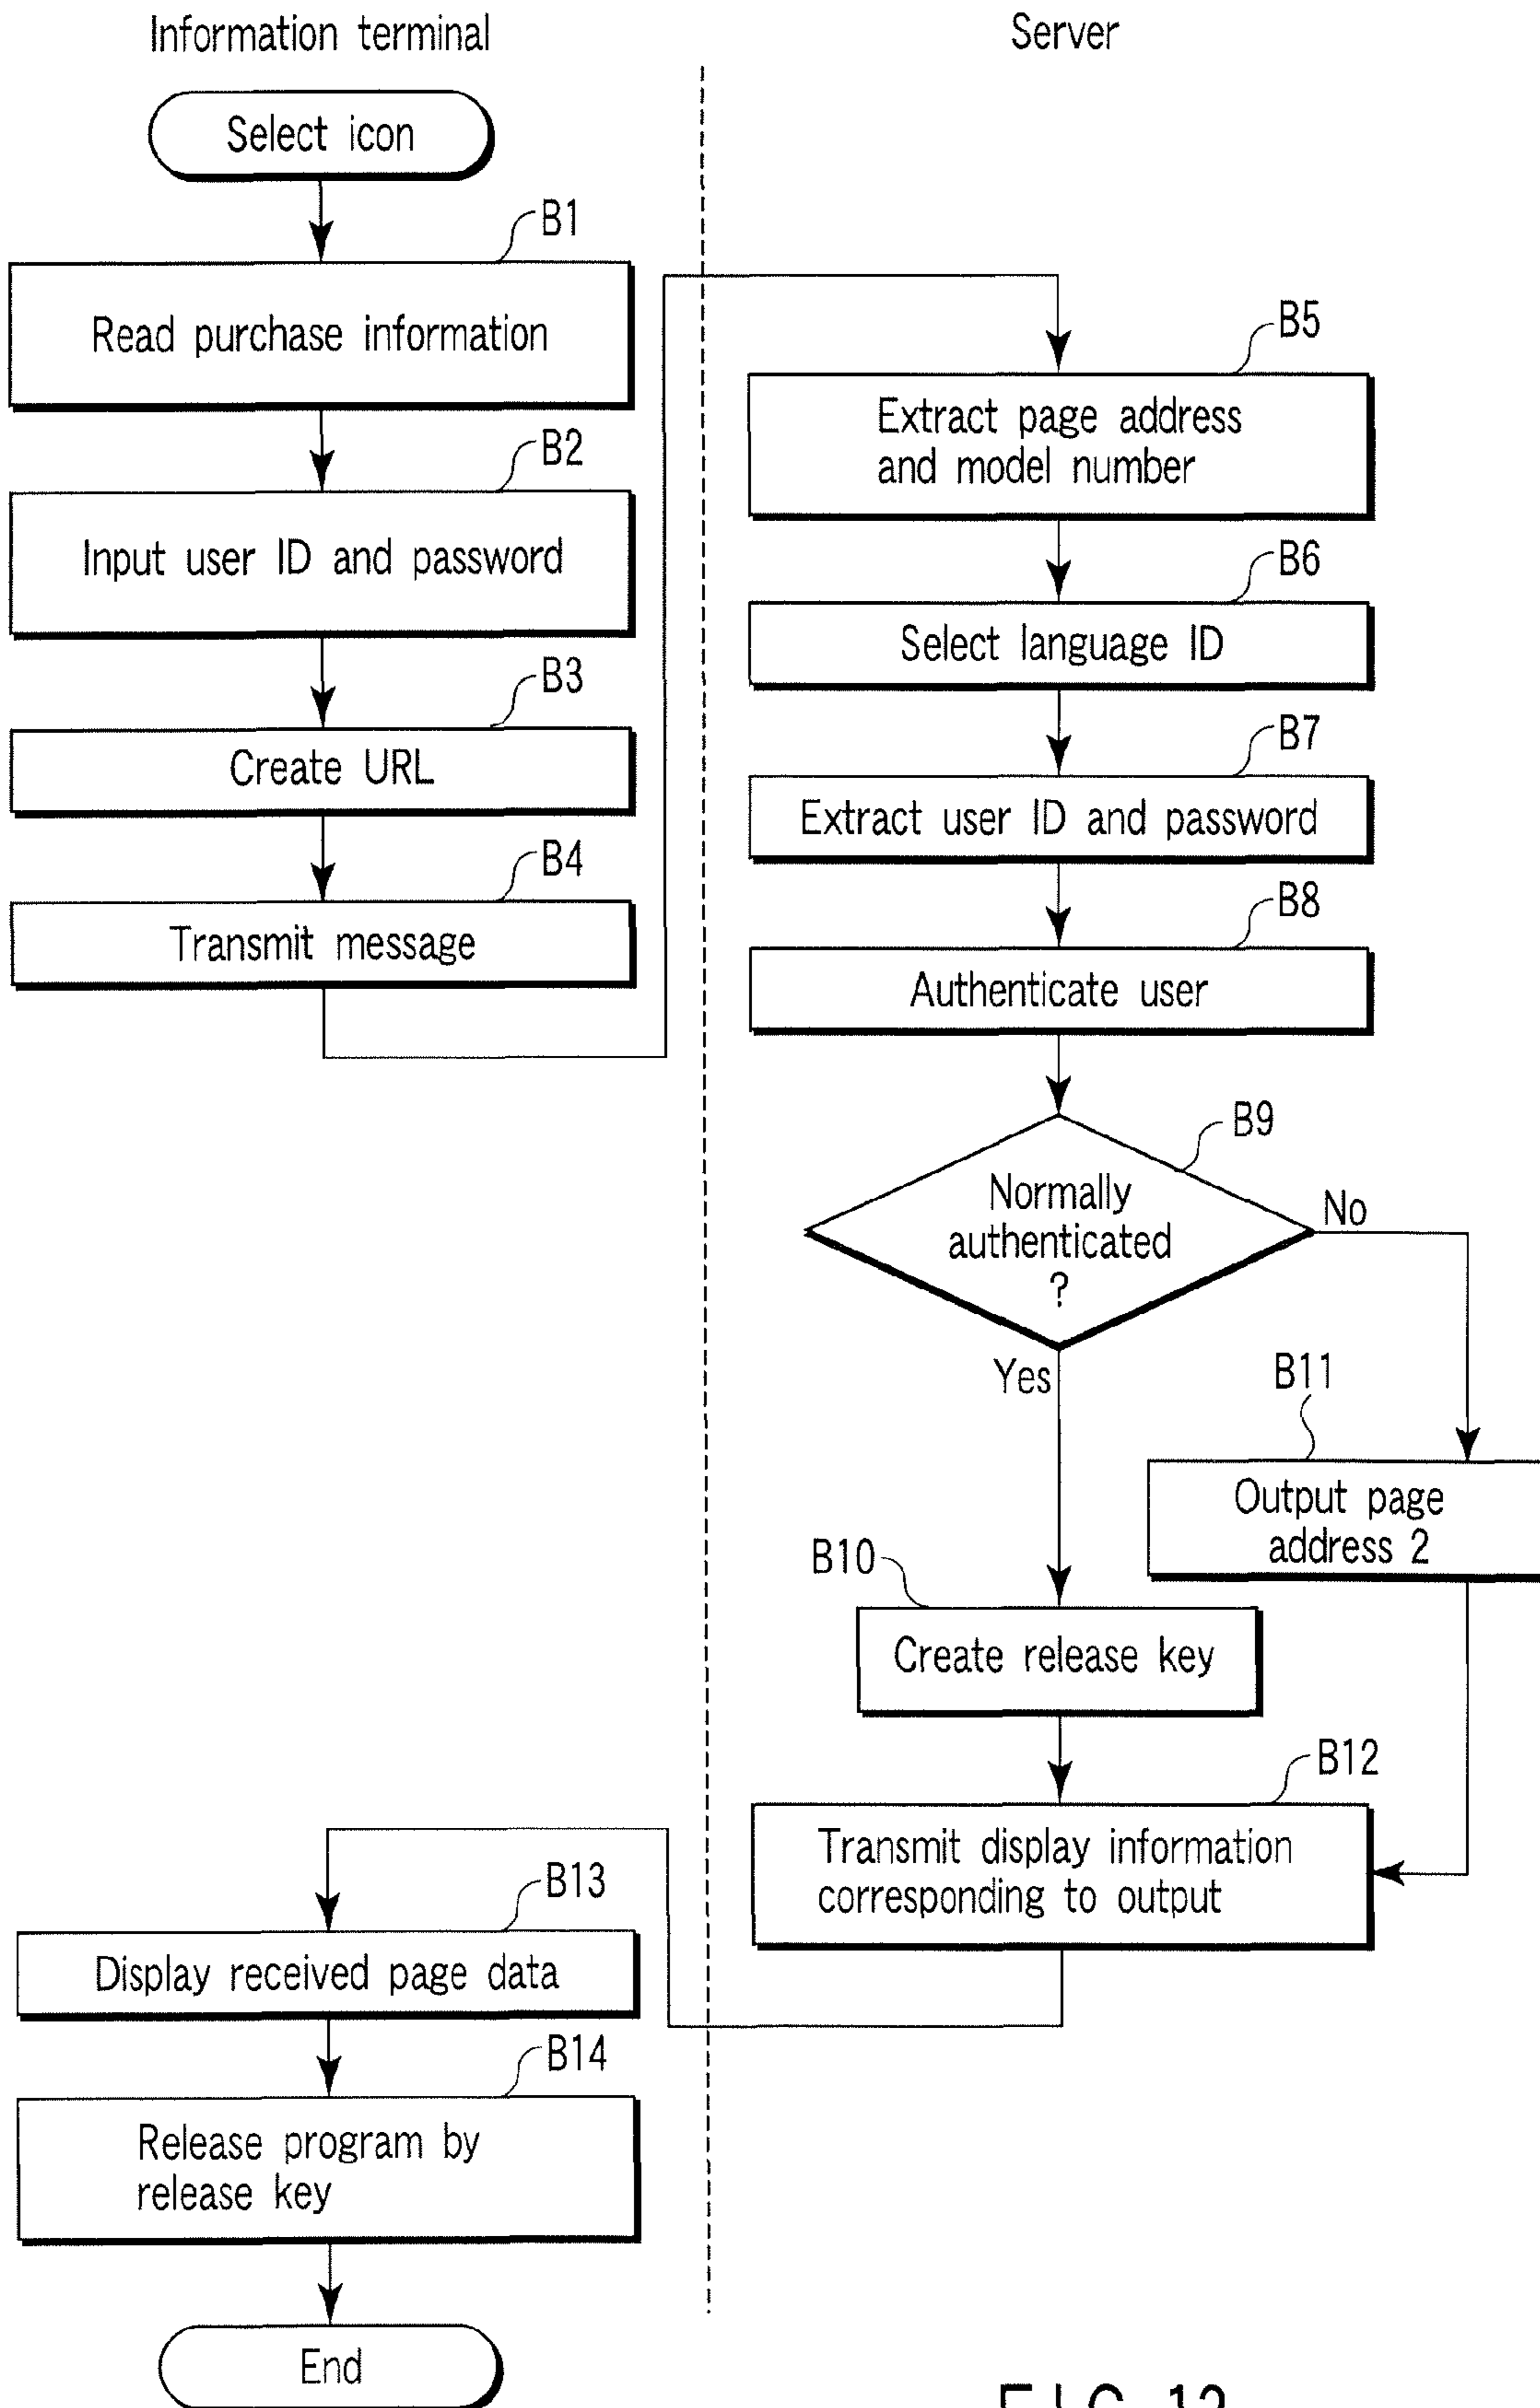 Information terminal
Server
Select icon
B1
Read purchase information
B2
Input user ID and password
B3
Create URL
B4
Transmit message
B5
Extract page address
and model number
B6
Select language ID
B7
Extract user ID and password
B8
Authenticate user
B9
Normally
authenticated
?
No
Yes
B11
Output page
address 2
B10
Create release key
B12
Transmit display information
corresponding to output
B13
Display received page data
B14
Release program by
release key
End